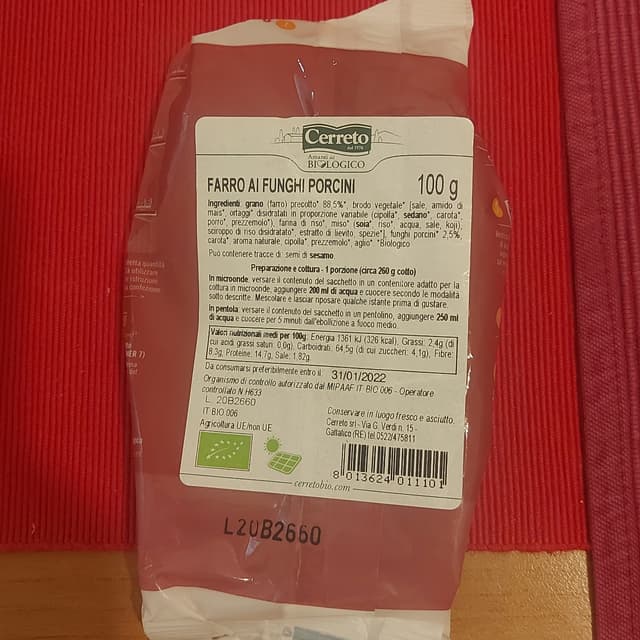 Cerreto
dal 1978
Amanti del
BIOLOGICO
FARRO AI FUNGHI PORCINI 100 g
Ingredienti: grano (farro) precotto* 88,5%*, brodo vegetale* [sale, amido di
mais*, ortaggi* disidratati in proporzione variabile (cipolla*, sedano*, carota*,
porro*, prezzemolo*), farina di riso*, miso* (soia*, riso*, acqua, sale, koji),
sciroppo di riso disidratato*, estratto di lievito, spezie*], funghi porcini* 2,5%,
carota*, aroma naturale, cipolla*, prezzemolo*, aglio*. *Biologico
Può contenere tracce di: semi di sesamo
Preparazione e cottura - 1 porzione (circa 260 g cotto)
In microonde: versare il contenuto del sacchetto in un contenitore adatto per la
cottura in microonde, aggiungere 200 ml di acqua e cuocere secondo le modalità
sotto descritte. Mescolare e lasciar riposare qualche istante prima di gustare.
In pentola: versare il contenuto del sacchetto in un pentolino, aggiungere 250 ml
di acqua e cuocere per 5 minuti dall'ebollizione a fuoco medio.
Valori nutrizionali medi per 100g: Energia 1361 kJ (326 kcal), Grassi: 2,4g (di
cui acidi grassi saturi: 0,6g), Carboidrati: 64,5g (di cui zuccheri: 4,1g), Fibre:
8,3g, Proteine: 14,7g, Sale: 1,82g.
Da consumarsi preferibilmente entro il: 31/01/2022
Organismo di controllo autorizzato dal MIPAAF IT BIO 006 - Operatore
controllato N.H633
L. 20B2660
IT BIO 006
Agricoltura UE/non UE
Conservare in luogo fresco e asciutto.
Cerreto srl - Via G. Verdi n. 15 -
Gattatico (RE) tel.0522/475811
8 013624 011101
cerretobio.com
L20B2660